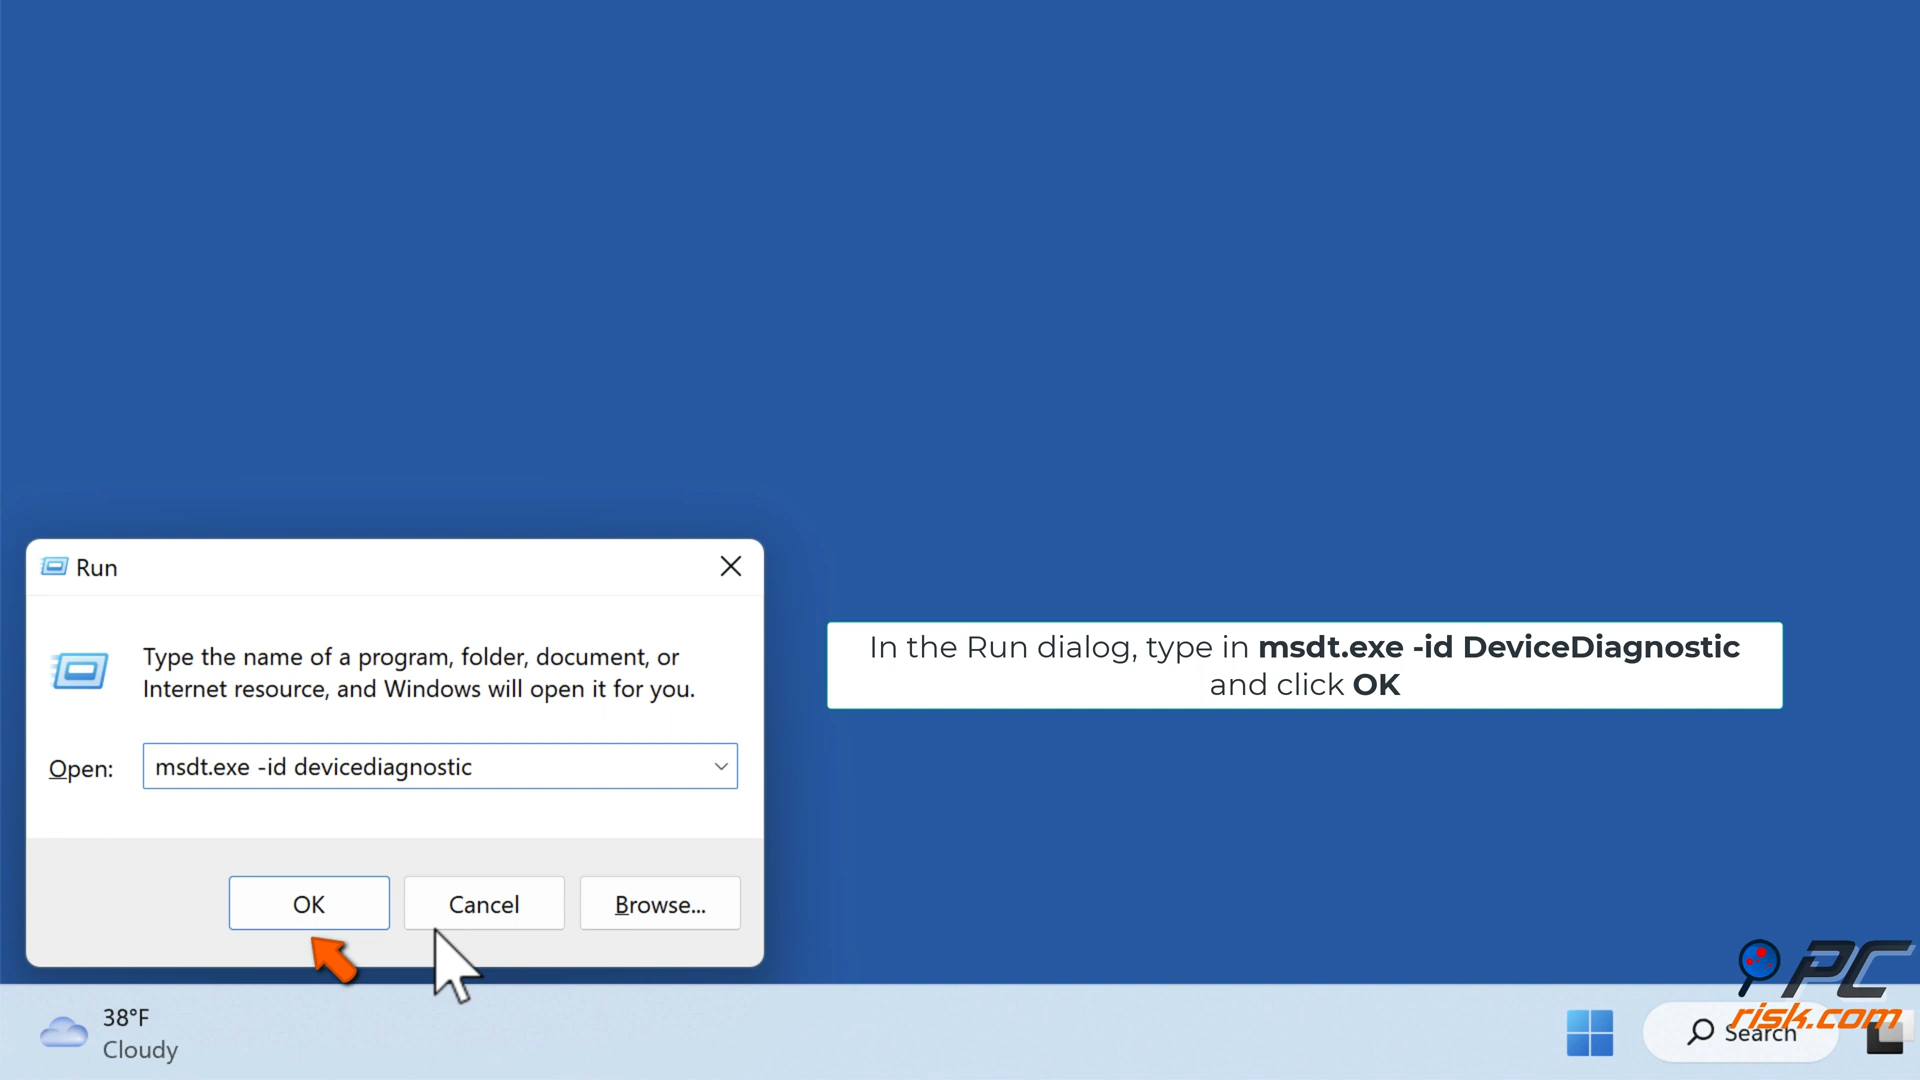 Run
Type the name of a program, folder, document, or
Internet resource, and Windows will open it for you.
Open:
msdt.exe -id devicediagnostic
OK
Cancel
Browse...
In the Run dialog, type in msdt.exe -id DeviceDiagnostic
and click OK
38°F
Cloudy
Search
PC
risk.com